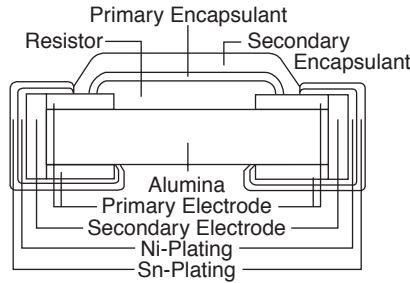 Primary Encapsulant
Resistor
Secondary
Encapsulant
Alumina
Primary Electrode
Secondary Electrode
Ni-Plating
Sn-Plating